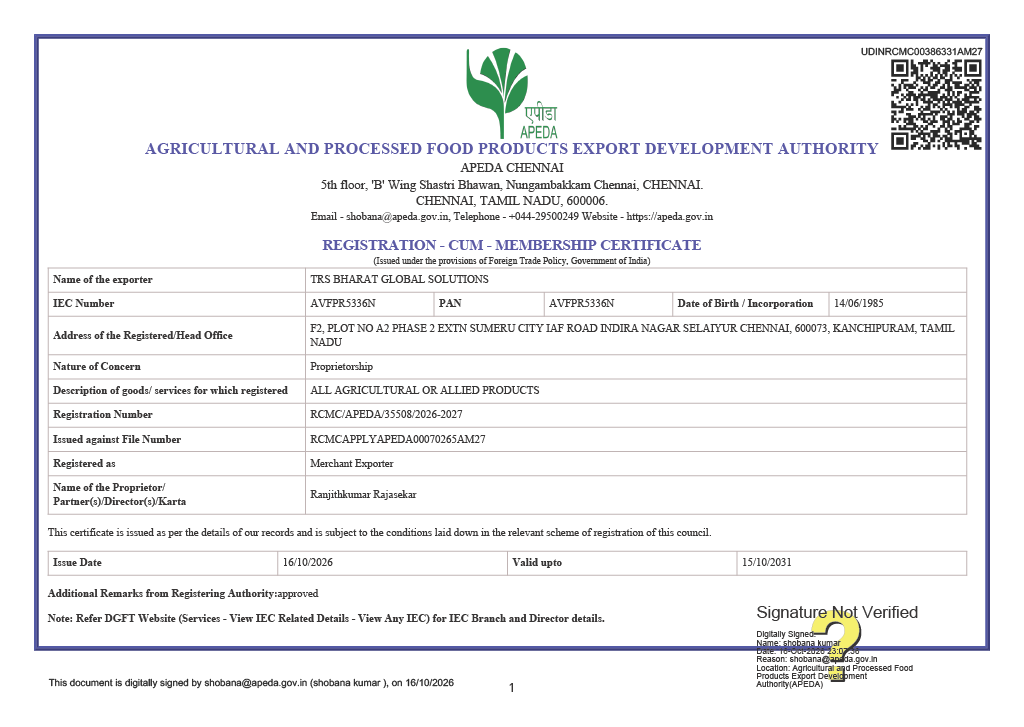 UDINRCMC00386331AM27
एपीडा
APEDA
AGRICULTURAL AND PROCESSED FOOD PRODUCTS EXPORT DEVELOPMENT AUTHORITY
APEDA CHENNAI
5th floor, 'B' Wing Shastri Bhawan, Nungambakkam Chennai, CHENNAI.
CHENNAI, TAMIL NADU, 600006.
Email - shobana@apeda.gov.in, Telephone - +044-29500249 Website - https://apeda.gov.in
REGISTRATION - CUM - MEMBERSHIP CERTIFICATE
(Issued under the provisions of Foreign Trade Policy, Government of India)
Name of the exporter TRS BHARAT GLOBAL SOLUTIONS
IEC Number AVFPR5336N PAN AVFPR5336N Date of Birth / Incorporation 14/06/1985
Address of the Registered/Head Office F2, PLOT NO A2 PHASE 2 EXTN SUMERU CITY IAF ROAD INDIRA NAGAR SELAIYUR CHENNAI, 600073, KANCHIPURAM, TAMIL
NADU
Nature of Concern Proprietorship
Description of goods/ services for which registered ALL AGRICULTURAL OR ALLIED PRODUCTS
Registration Number RCMC/APEDA/35508/2026-2027
Issued against File Number RCMCAPPLYAPEDA00070265AM27
Registered as Merchant Exporter
Name of the Proprietor/
Partner(s)/Director(s)/Karta Ranjithkumar Rajasekar
This certificate is issued as per the details of our records and is subject to the conditions laid down in the relevant scheme of registration of this council.
Issue Date 16/10/2026 Valid upto 15/10/2031
Additional Remarks from Registering Authority:approved
Note: Refer DGFT Website (Services - View IEC Related Details - View Any IEC) for IEC Branch and Director details.
Signature Not Verified
Digitally Signed.
Name: shobana kumar
Date: 16-Oct-2026
Reason: shobana@apeda.gov.in
Location: Agricultural and Processed Food
Products Export Development
Authority(APEDA)
This document is digitally signed by shobana@apeda.gov.in (shobana kumar ), on 16/10/2026
1